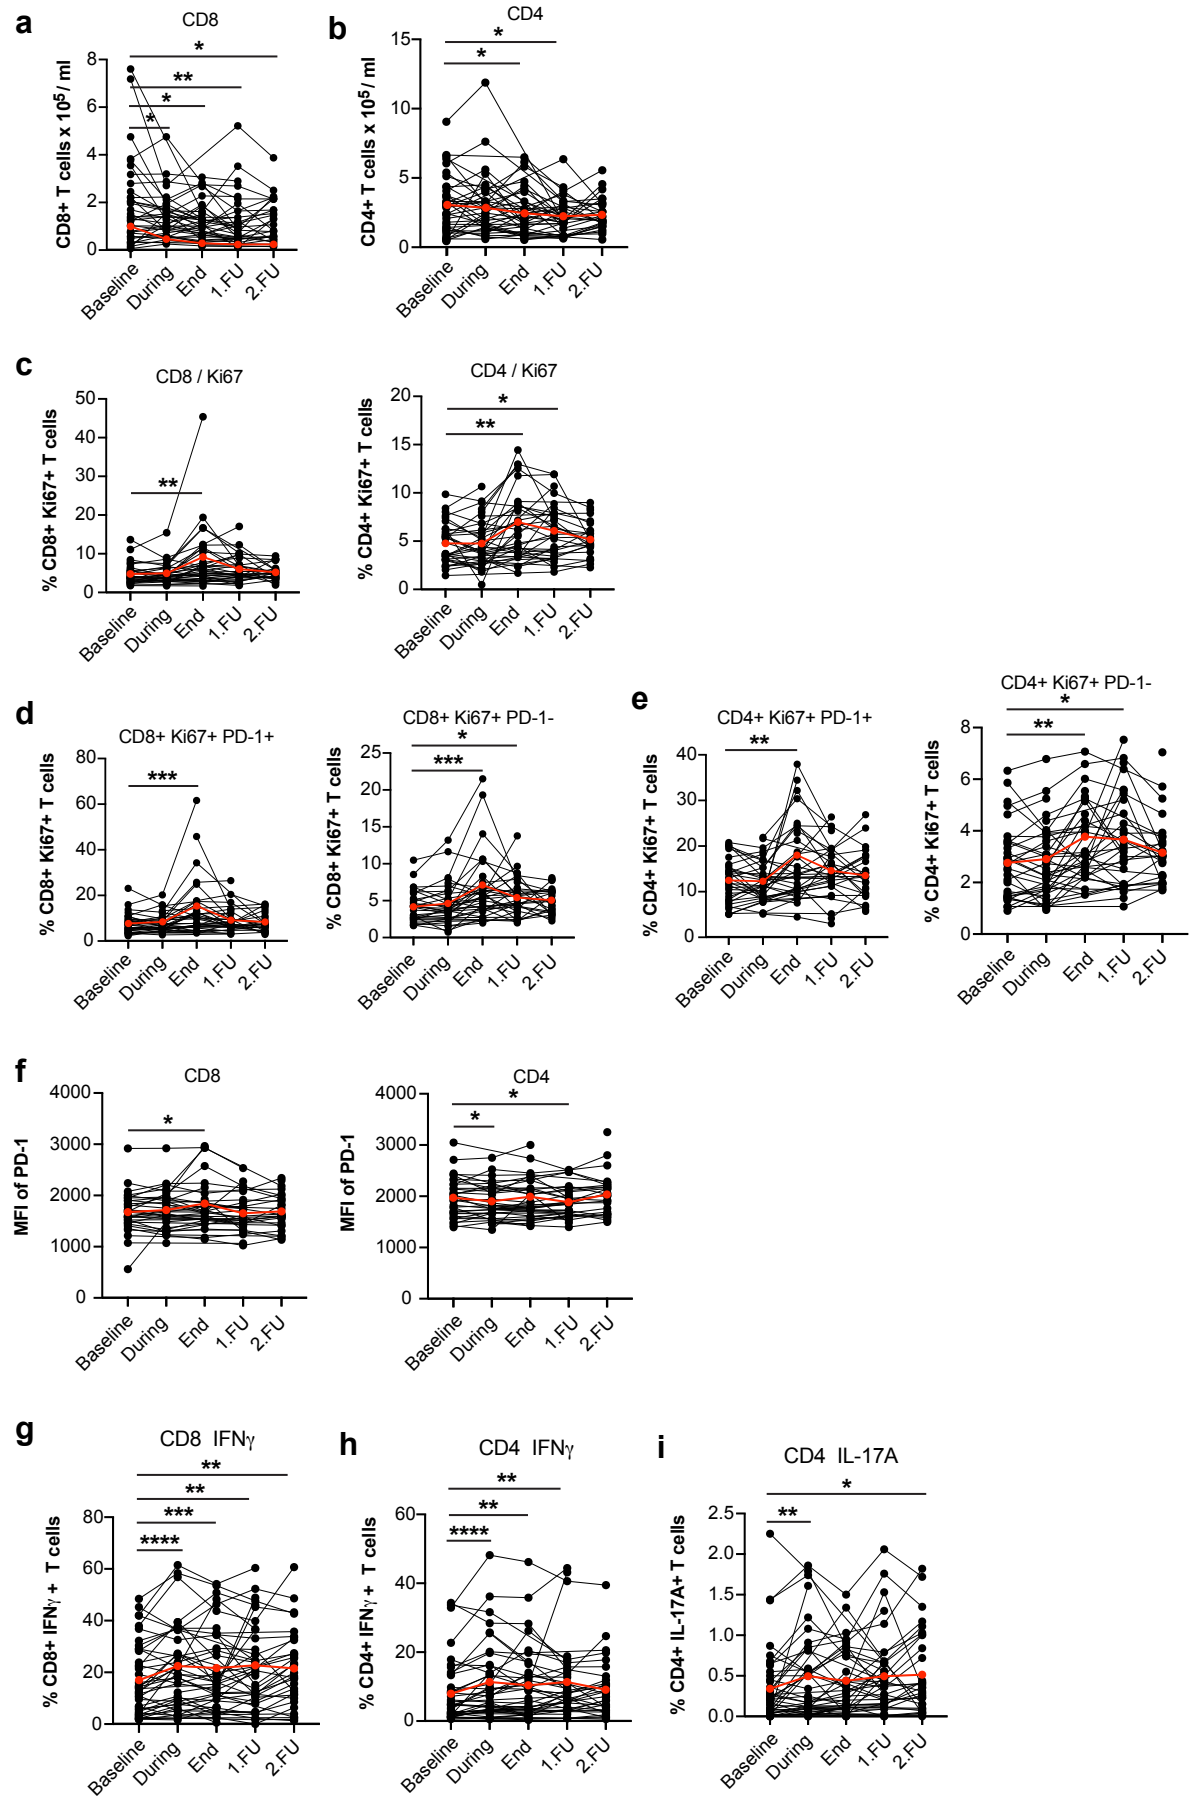 a
CD8
*
**
*
*
CD8+ T cells x 10⁵ / ml
8
6
4
2
0
Baseline
During
End
1.FU
2.FU
b
CD4
*
*
CD4+ T cells x 10⁵ / ml
15
10
5
0
Baseline
During
End
1.FU
2.FU
c
CD8 / Ki67
**
% CD8+ Ki67+ T cells
50
40
30
20
10
0
Baseline
During
End
1.FU
2.FU
CD4 / Ki67
*
**
% CD4+ Ki67+ T cells
20
15
10
5
0
Baseline
During
End
1.FU
2.FU
d
CD8+ Ki67+ PD-1+
***
% CD8+ Ki67+ T cells
80
60
40
20
0
Baseline
During
End
1.FU
2.FU
CD8+ Ki67+ PD-1-
*
***
% CD8+ Ki67+ T cells
25
20
15
10
5
0
Baseline
During
End
1.FU
2.FU
e
CD4+ Ki67+ PD-1+
**
% CD4+ Ki67+ T cells
40
30
20
10
0
Baseline
During
End
1.FU
2.FU
CD4+ Ki67+ PD-1-
*
**
% CD4+ Ki67+ T cells
8
6
4
2
0
Baseline
During
End
1.FU
2.FU
f
CD8
*
MFI of PD-1
4000
3000
2000
1000
0
Baseline
During
End
1.FU
2.FU
CD4
*
*
MFI of PD-1
4000
3000
2000
1000
0
Baseline
During
End
1.FU
2.FU
g
CD8 IFNγ
**
**
***
****
% CD8+ IFNγ + T cells
80
60
40
20
0
Baseline
During
End
1.FU
2.FU
h
CD4 IFNγ
**
**
****
% CD4+ IFNγ + T cells
60
40
20
0
Baseline
During
End
1.FU
2.FU
i
CD4 IL-17A
*
**
% CD4+ IL-17A+ T cells
2.5
2.0
1.5
1.0
0.5
0.0
Baseline
During
End
1.FU
2.FU